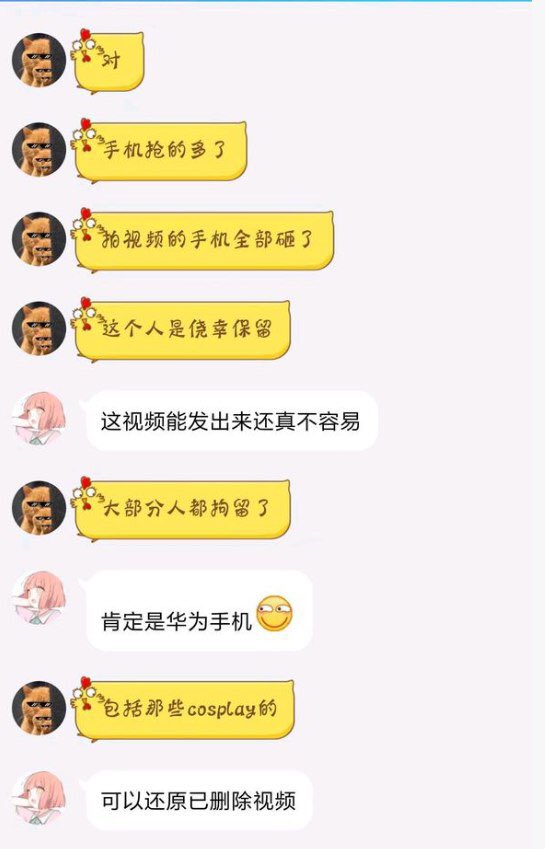 对
手机抢的多了
拍视频的手机全部砸了
这个人是侥幸保留
这视频能发出来还真不容易
大部分人都拘留了
肯定是华为手机
包括那些cosplay的
可以还原已删除视频